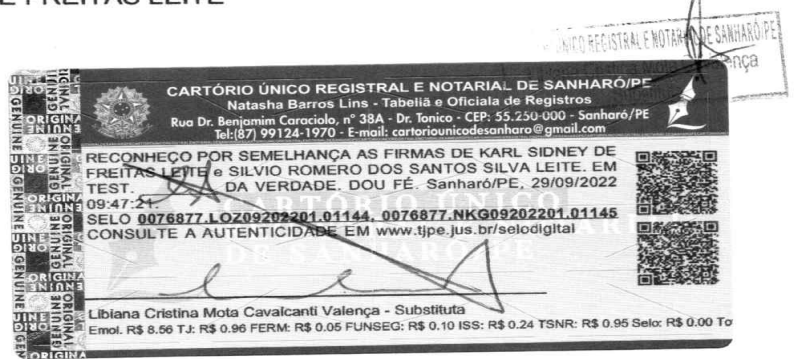 E FREITAS LEITE
ÚNICO REGISTRAL E NOTARIAL DE SANHARÓ/PE
CARTÓRIO ÚNICO REGISTRAL E NOTARIAL DE SANHARÓ/PE
Natasha Barros Lins - Tabeliã e Oficiala de Registros
Rua Dr. Benjamim Caraciolo, n° 38A - Dr. Tonico - CEP: 55.250-000 - Sanharó/PE
Tel:(87) 99124-1970 - E-mail: cartoriounicodesanharo@gmail.com
RECONHEÇO POR SEMELHANÇA AS FIRMAS DE KARL SIDNEY DE
FREITAS LEITE e SILVIO ROMERO DOS SANTOS SILVA LEITE. EM
TEST. DA VERDADE. DOU FÉ. Sanharó/PE, 29/09/2022
09:47:21.
SELO 0076877.LOZ09202201.01144, 0076877.NKG09202201.01145
CONSULTE A AUTENTICIDADE EM www.tjpe.jus.br/selodigital
CARTÓRIO ÚNICO
DE SANHARÓ/PE
Libiana Cristina Mota Cavalcanti Valença - Substituta
Emol. R$ 8.56 TJ: R$ 0.96 FERM: R$ 0.05 FUNSEG: R$ 0.10 ISS: R$ 0.24 TSNR: R$ 0.95 Selo: R$ 0.00 To
GENUINE
ORIGINAL